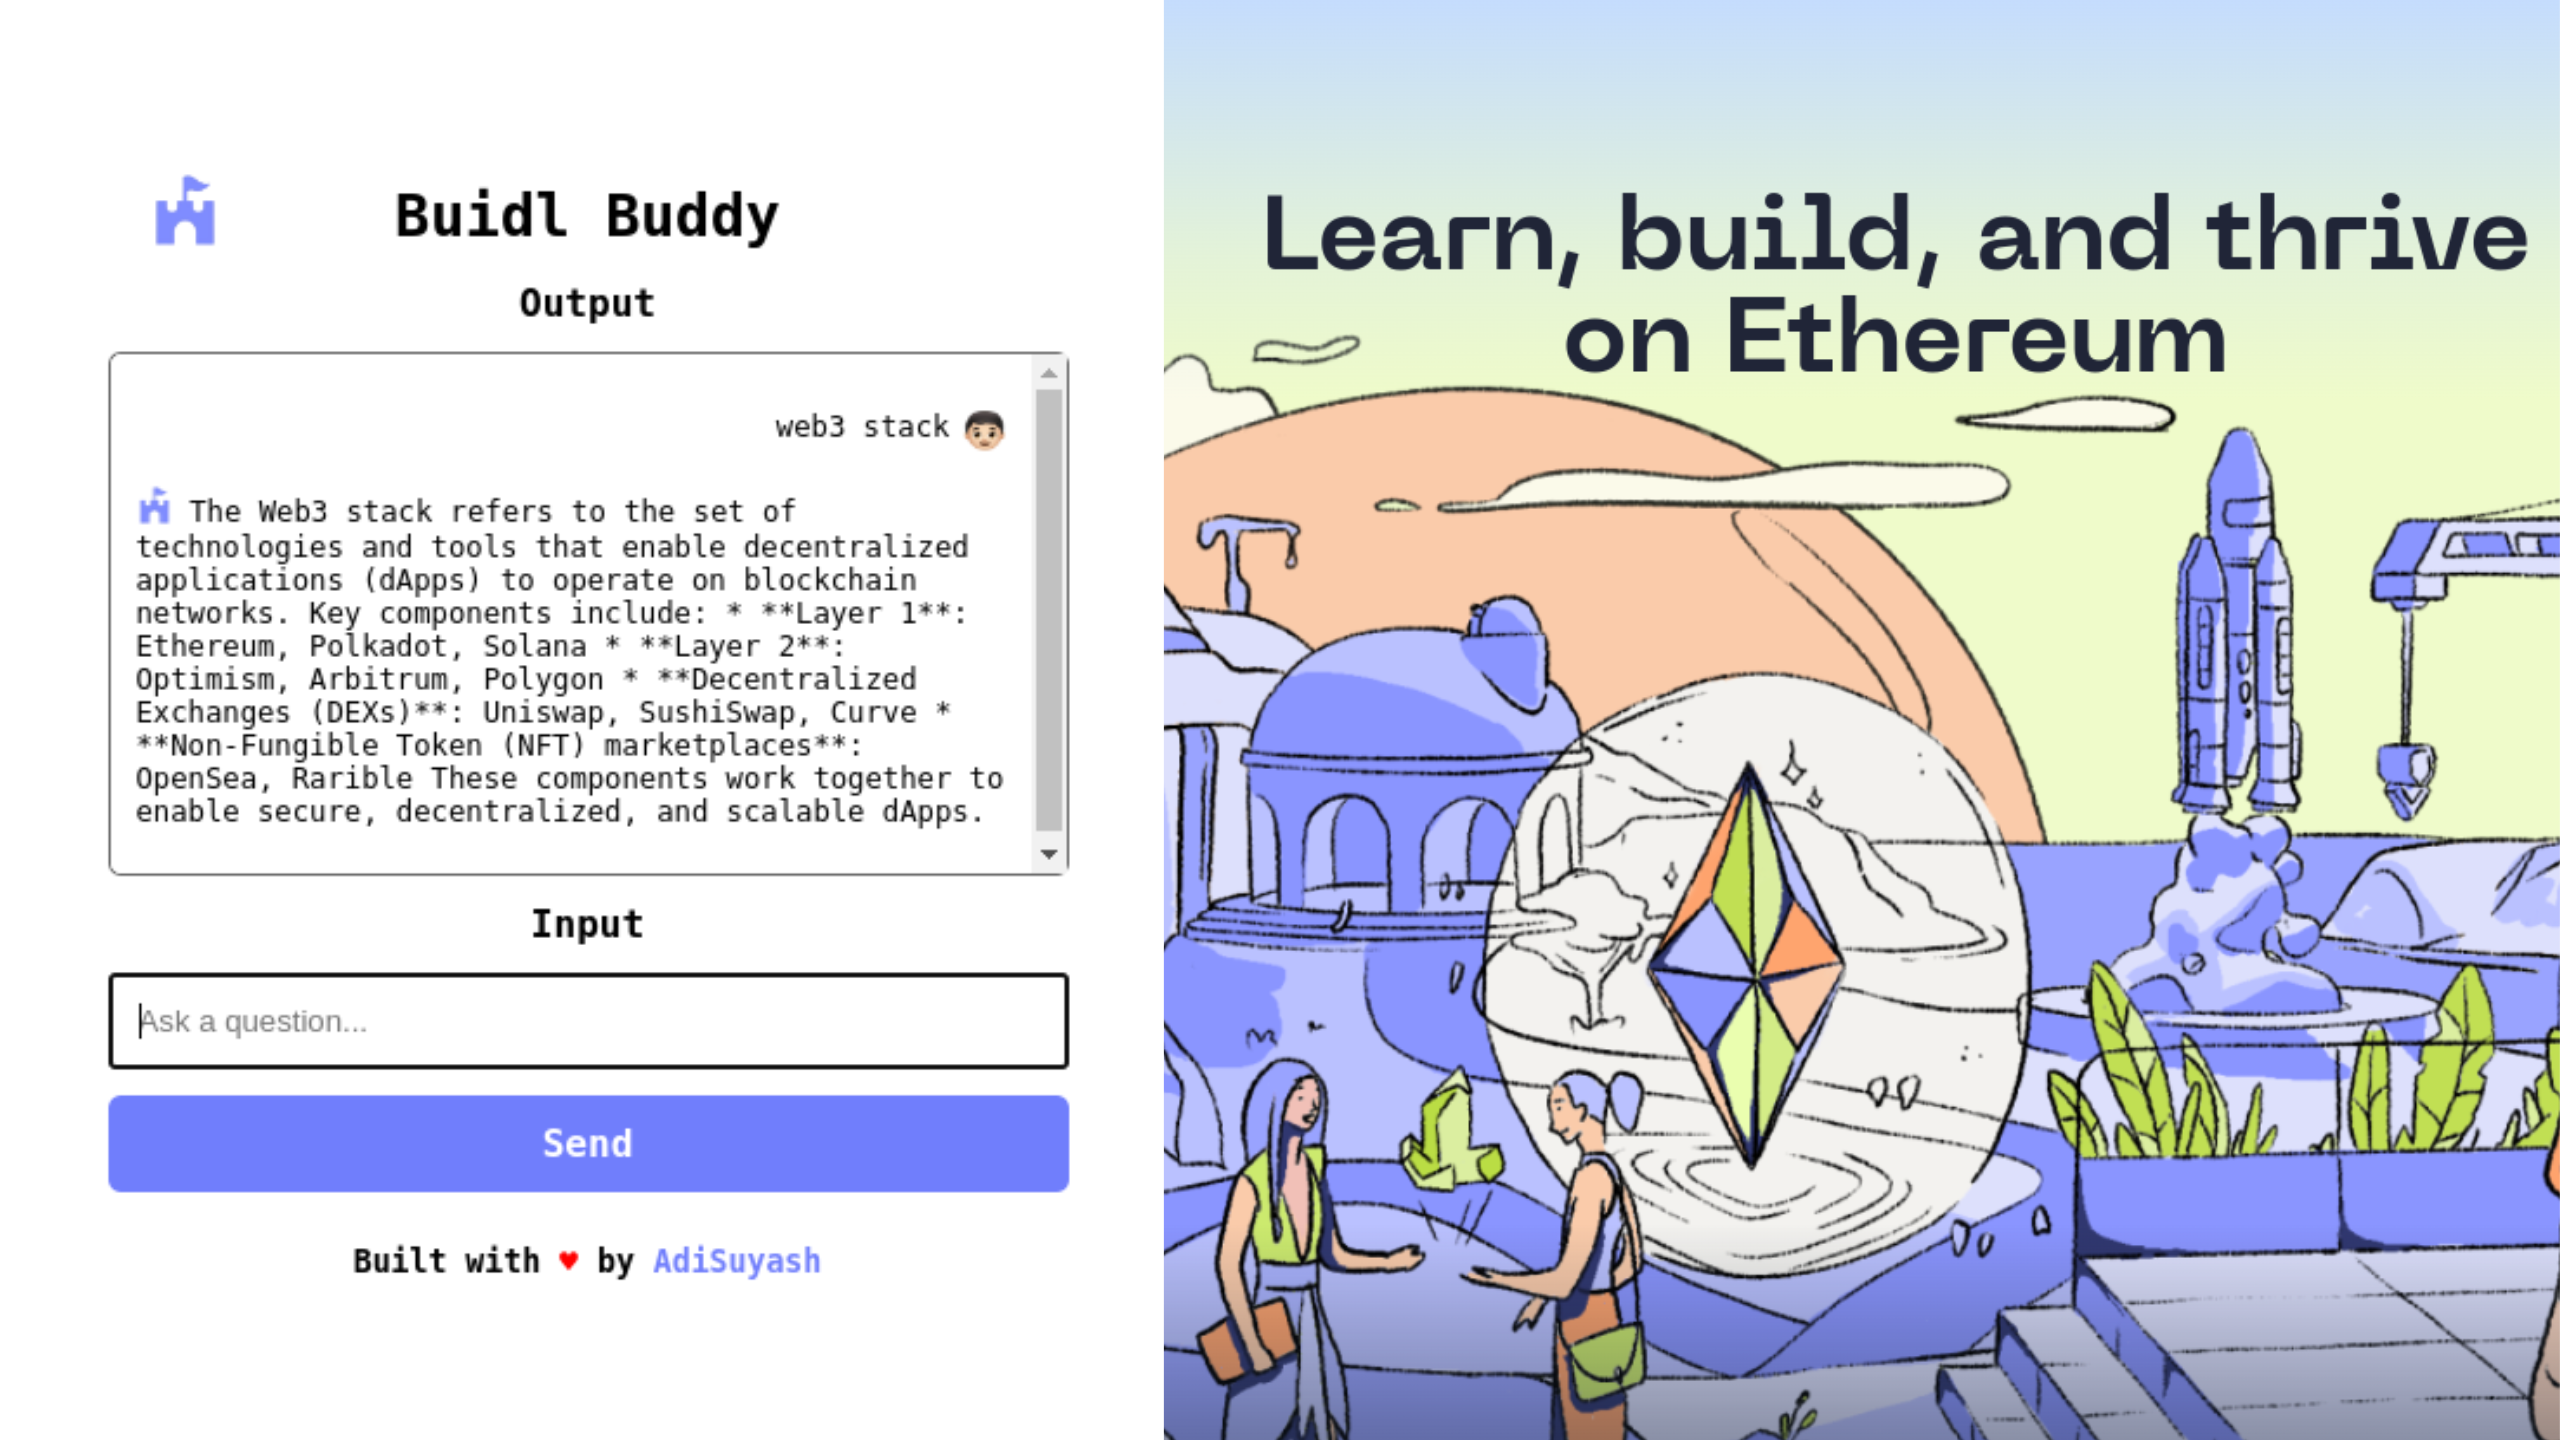 Buidl Buddy
Output
web3 stack
The Web3 stack refers to the set of
technologies and tools that enable decentralized
applications (dApps) to operate on blockchain
networks. Key components include: * **Layer 1**:
Ethereum, Polkadot, Solana * **Layer 2**:
Optimism, Arbitrum, Polygon * **Decentralized
Exchanges (DEXs)**: Uniswap, SushiSwap, Curve *
**Non-Fungible Token (NFT) marketplaces**:
OpenSea, Rarible These components work together to
enable secure, decentralized, and scalable dApps.
Input
Ask a question...
Send
Built with ♥ by AdiSuyash
Learn, build, and thrive
on Ethereum